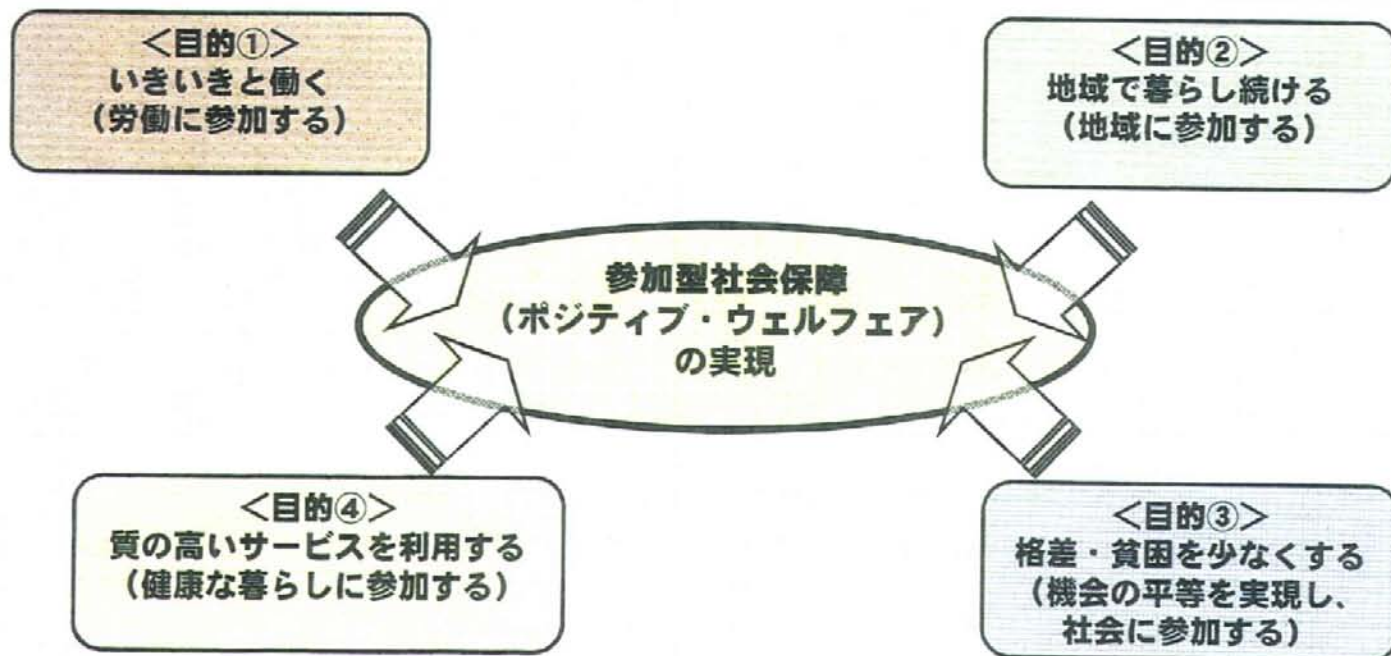 <目的①>
いきいきと働く
（労働に参加する）
<目的②>
地域で暮らし続ける
（地域に参加する）
参加型社会保障
（ポジティブ・ウェルフェア）
の実現
<目的④>
質の高いサービスを利用する
（健康な暮らしに参加する）
<目的③>
格差・貧困を少なくする
（機会の平等を実現し、
社会に参加する）